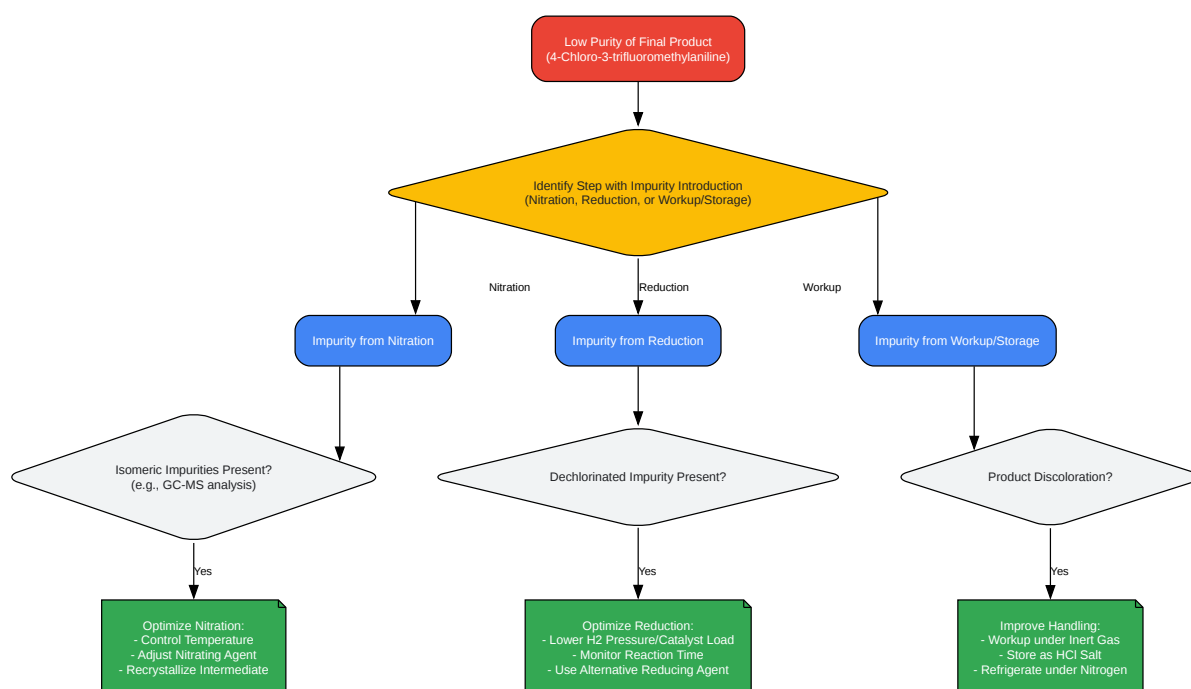 Low Purity of Final Product
(4-Chloro-3-trifluoromethylaniline)
Identify Step with Impurity Introduction
(Nitration, Reduction, or Workup/Storage)
Nitration
Reduction
Workup
Impurity from Nitration
Impurity from Reduction
Impurity from Workup/Storage
Isomeric Impurities Present?
(e.g., GC-MS analysis)
Dechlorinated Impurity Present?
Product Discoloration?
Yes
Yes
Yes
Optimize Nitration:
- Control Temperature
- Adjust Nitrating Agent
- Recrystallize Intermediate
Optimize Reduction:
- Lower H2 Pressure/Catalyst Load
- Monitor Reaction Time
- Use Alternative Reducing Agent
Improve Handling:
- Workup under Inert Gas
- Store as HCl Salt
- Refrigerate under Nitrogen